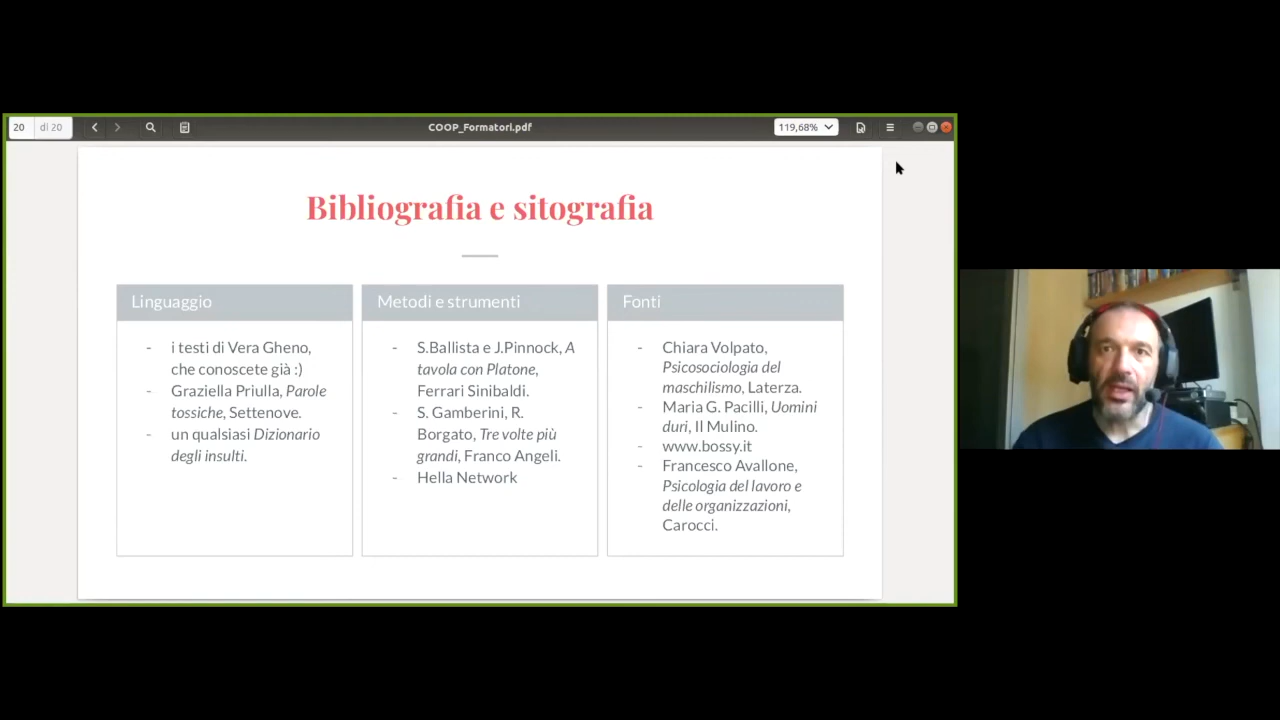 20 di 20
COOP_Formatori.pdf
119,68%
Bibliografia e sitografia
Linguaggio
- i testi di Vera Gheno,
che conoscete già :)
- Graziella Priulla, Parole
tossiche, Settenove.
- un qualsiasi Dizionario
degli insulti.
Metodi e strumenti
- S.Ballista e J.Pinnock, A
tavola con Platone,
Ferrari Sinibaldi.
- S. Gamberini, R.
Borgato, Tre volte più
grandi, Franco Angeli.
- Hella Network
Fonti
- Chiara Volpato,
Psicosociologia del
maschilismo, Laterza.
- Maria G. Pacilli, Uomini
duri, Il Mulino.
- www.bossy.it
- Francesco Avallone,
Psicologia del lavoro e
delle organizzazioni,
Carocci.